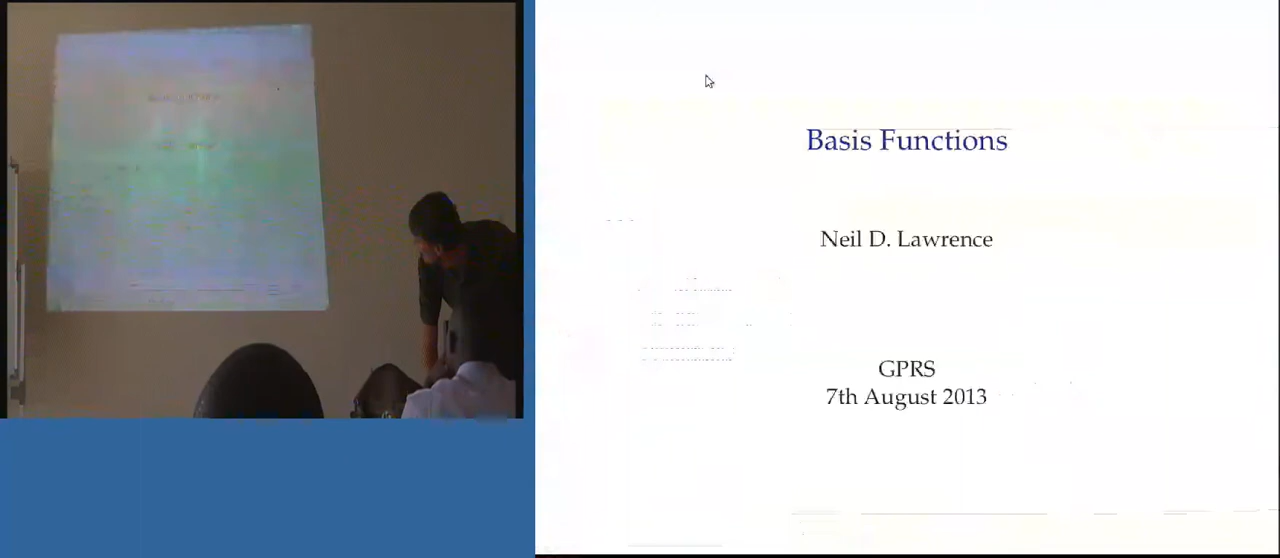 Basis Functions
Neil D. Lawrence
GPRS
7th August 2013